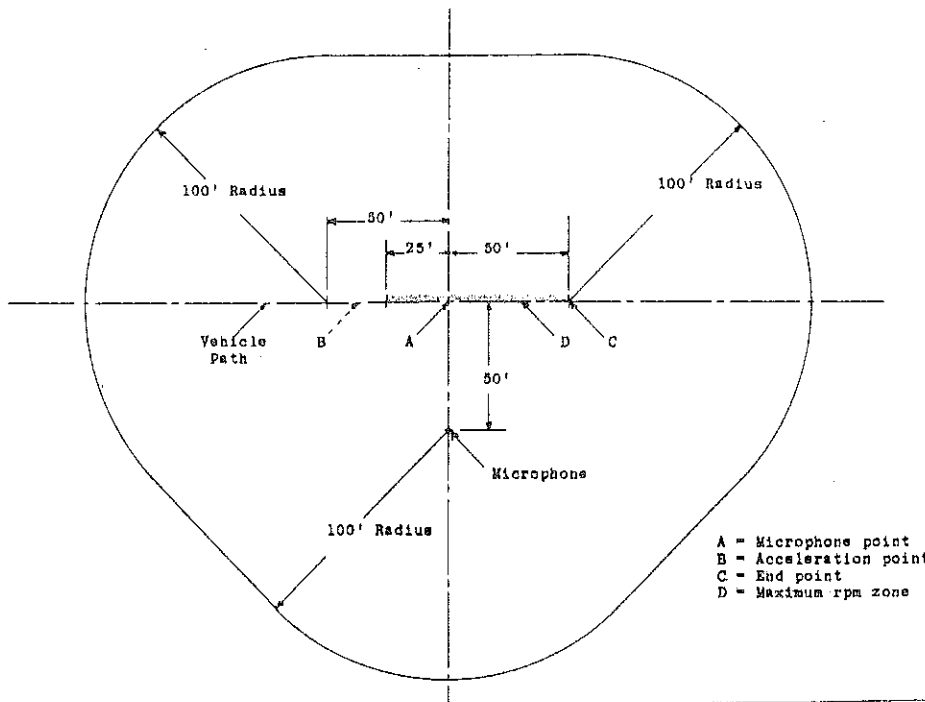 100' Radius
100' Radius
50'
25'
50'
Vehicle
Path
B
A
D
C
50'
Microphone
100' Radius
A = Microphone point
B = Acceleration point
C = End point
D = Maximum rpm zone